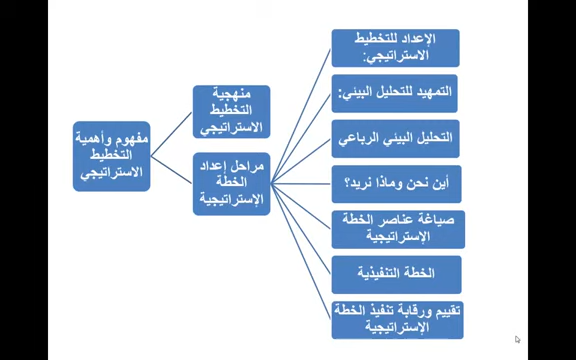 مفهوم وأهمية
التخطيط
الاستراتيجي
منهجية
التخطيط
الاستراتيجي
مراحل إعداد
الخطة
الإستراتيجية
الإعداد للتخطيط
الاستراتيجي:
التمهيد للتحليل البيئي:
التحليل البيئي الرباعي
أين نحن وماذا نريد؟
صياغة عناصر الخطة
الإستراتيجية
الخطة التنفيذية
تقييم ورقابة تنفيذ الخطة
الإستراتيجية